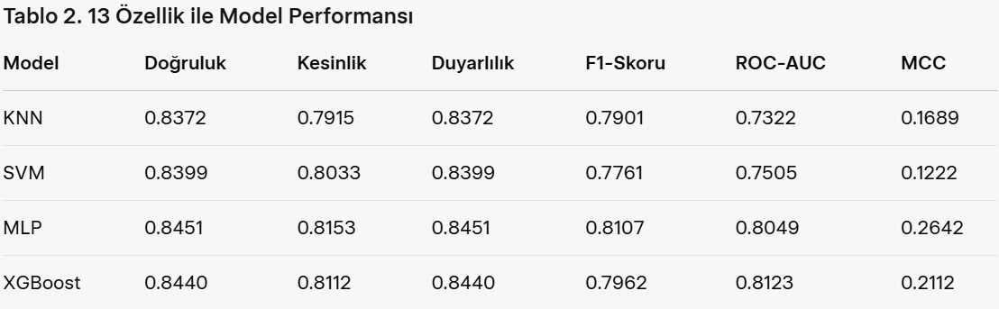 Tablo 2. 13 Özellik ile Model Performansı
Model Doğruluk Kesinlik Duyarlılık F1-Skoru ROC-AUC MCC
KNN 0.8372 0.7915 0.8372 0.7901 0.7322 0.1689
SVM 0.8399 0.8033 0.8399 0.7761 0.7505 0.1222
MLP 0.8451 0.8153 0.8451 0.8107 0.8049 0.2642
XGBoost 0.8440 0.8112 0.8440 0.7962 0.8123 0.2112